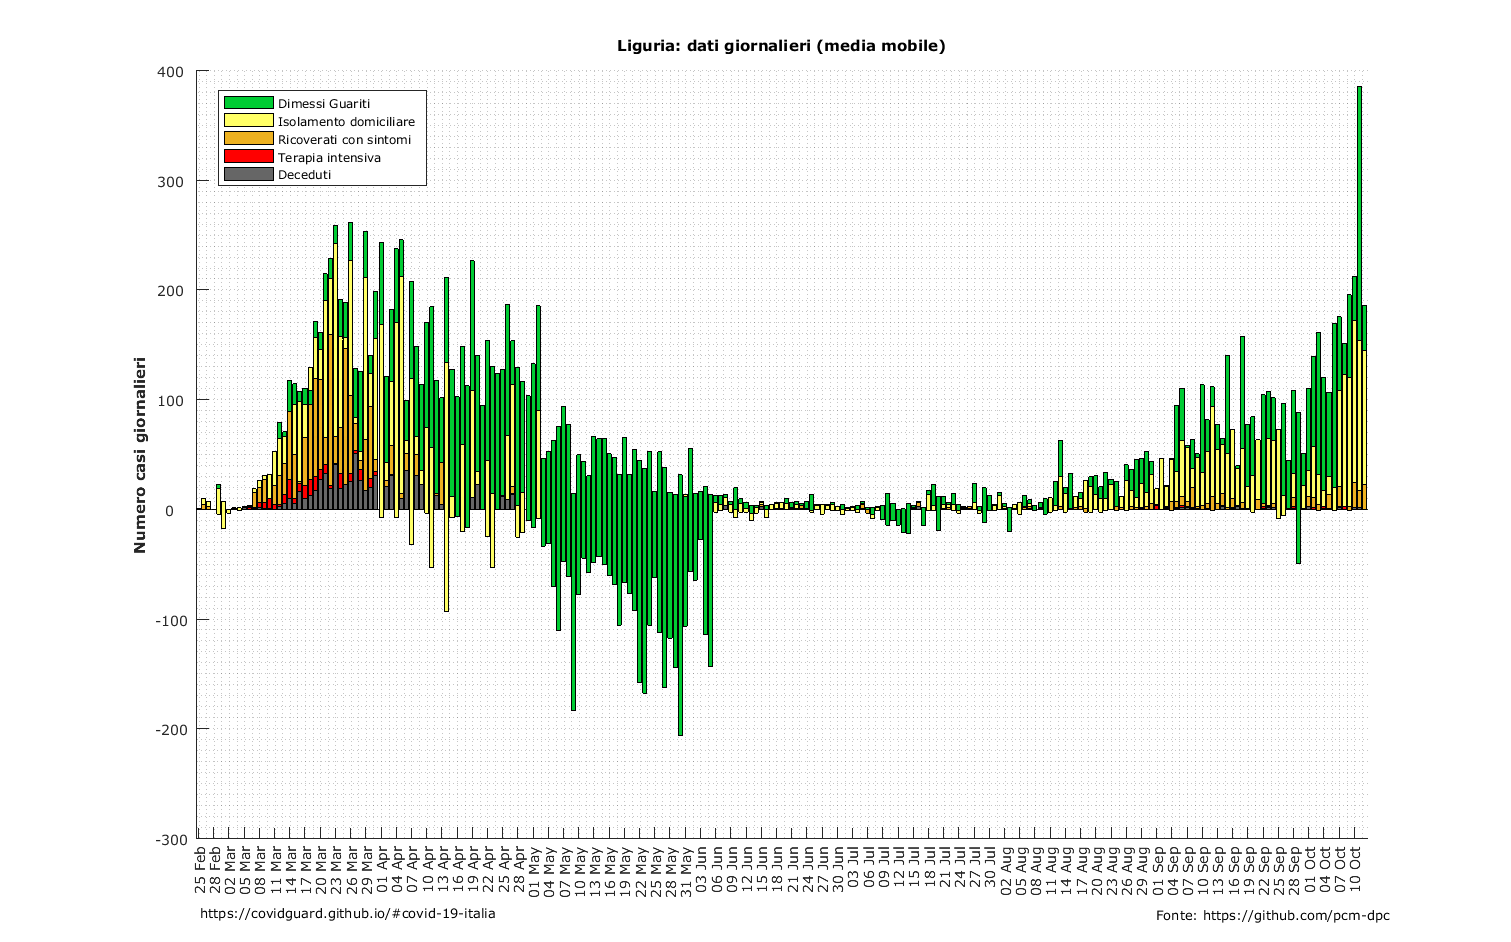 Liguria: dati giornalieri (media mobile)
Numero casi giornalieri
400
300
200
100
0
-100
-200
-300
Dimessi Guariti
Isolamento domiciliare
Ricoverati con sintomi
Terapia intensiva
Deceduti
25 Feb
28 Feb
02 Mar
05 Mar
08 Mar
11 Mar
14 Mar
17 Mar
20 Mar
23 Mar
26 Mar
29 Mar
01 Apr
04 Apr
07 Apr
10 Apr
13 Apr
16 Apr
19 Apr
22 Apr
25 Apr
28 Apr
01 May
04 May
07 May
10 May
13 May
16 May
19 May
22 May
25 May
28 May
31 May
03 Jun
06 Jun
09 Jun
12 Jun
15 Jun
18 Jun
21 Jun
24 Jun
27 Jun
30 Jun
03 Jul
06 Jul
09 Jul
12 Jul
15 Jul
18 Jul
21 Jul
24 Jul
27 Jul
30 Jul
02 Aug
05 Aug
08 Aug
11 Aug
14 Aug
17 Aug
20 Aug
23 Aug
26 Aug
29 Aug
01 Sep
04 Sep
07 Sep
10 Sep
13 Sep
16 Sep
19 Sep
22 Sep
25 Sep
28 Sep
01 Oct
04 Oct
07 Oct
10 Oct
https://covidguard.github.io/#covid-19-italia
Fonte: https://github.com/pcm-dpc